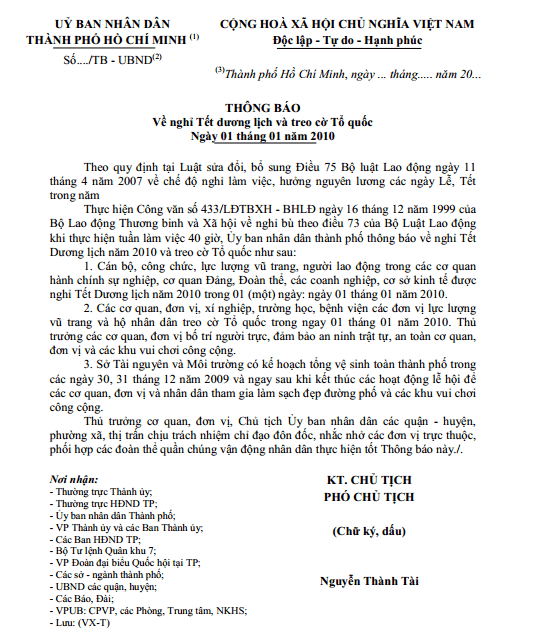 ỦY BAN NHÂN DÂN
THÀNH PHỐ HỒ CHÍ MINH (1)
Số..../TB - UBND(2)
CỘNG HOÀ XÃ HỘI CHỦ NGHĨA VIỆT NAM
Độc lập - Tự do - Hạnh phúc
(3)Thành phố Hồ Chí Minh, ngày ... tháng..... năm 20...
THÔNG BÁO
Về nghỉ Tết dương lịch và treo cờ Tổ quốc
Ngày 01 tháng 01 năm 2010
Theo quy định tại Luật sửa đổi, bổ sung Điều 75 Bộ luật Lao động ngày 11
tháng 4 năm 2007 về chế độ nghỉ làm việc, hưởng nguyên lương các ngày Lễ, Tết
trong năm
Thực hiện Công văn số 433/LĐTBXH - BHLĐ ngày 16 tháng 12 năm 1999 của
Bộ Lao động Thương binh và Xã hội về nghỉ bù theo điều 73 của Bộ Luật Lao động
khi thực hiện tuần làm việc 40 giờ, Ủy ban nhân dân thành phố thông báo về nghỉ Tết
Dương lịch năm 2010 và treo cờ Tổ quốc như sau:
1. Cán bộ, công chức, lực lượng vũ trang, người lao động trong các cơ quan
hành chính sự nghiệp, cơ quan Đảng, Đoàn thể, các coanh nghiệp, cơ sở kinh tế được
nghỉ Tết Dương lịch năm 2010 trong 01 (một) ngày: ngày 01 tháng 01 năm 2010.
2. Các cơ quan, đơn vị, xí nghiệp, trường học, bệnh viện các đơn vị lực lượng
vũ trang và hộ nhân dân treo cờ Tổ quốc trong ngay 01 tháng 01 năm 2010. Thủ
trưởng các cơ quan, đơn vị bố trí người trực, đảm bảo an ninh trật tự, an toàn cơ quan,
đơn vị và các khu vui chơi công cộng.
3. Sở Tài nguyên và Môi trường có kế hoạch tổng vệ sinh toàn thành phố trong
các ngày 30, 31 tháng 12 năm 2009 và ngay sau khi kết thúc các hoạt động lễ hội để
các cơ quan, đơn vị và nhân dân tham gia làm sạch đẹp đường phố và các khu vui chơi
công cộng.
Thủ trưởng cơ quan, đơn vị, Chủ tịch Ủy ban nhân dân các quận - huyện,
phường xã, thị trấn chịu trách nhiệm chỉ đạo đôn đốc, nhắc nhở các đơn vị trực thuộc,
phối hợp các đoàn thể quần chúng vận động nhân dân thực hiện tốt Thông báo này./.
Nơi nhận:
- Thường trực Thành ủy;
- Thường trực HĐND TP;
- Ủy ban nhân dân Thành phố;
- VP Thành ủy và các Ban Thành ủy;
- Các Ban HĐND TP;
- Bộ Tư lệnh Quân khu 7;
- VP Đoàn đại biểu Quốc hội tại TP;
- Các sở - ngành thành phố;
- UBND các quận, huyện;
- Các Báo, Đài;
- VPUB: CPVP, các Phòng, Trung tâm, NKHS;
- Lưu: (VX-T)
KT. CHỦ TỊCH
PHÓ CHỦ TỊCH
(Chữ ký, dấu)
Nguyễn Thành Tài